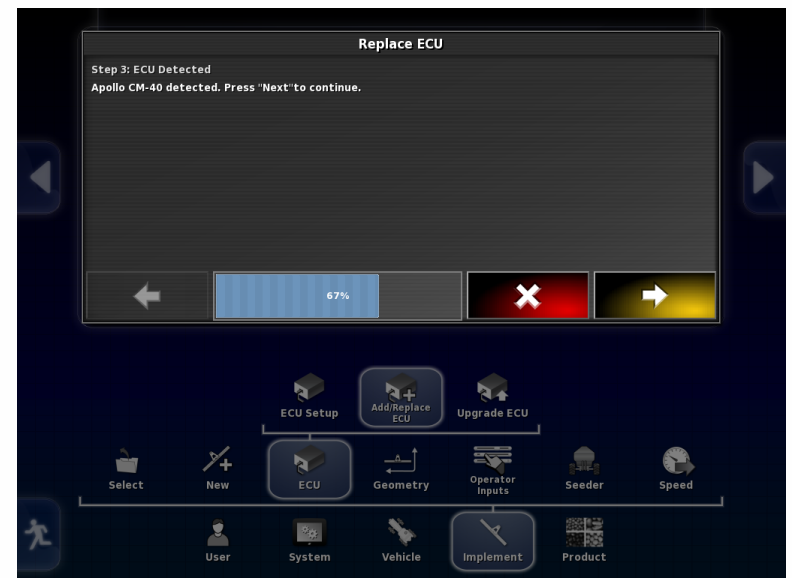 Replace ECU
Step 3: ECU Detected
Apollo CM-40 detected. Press "Next"to continue.
67%
ECU Setup
Add/Replace
ECU
Upgrade ECU
Select
New
ECU
Geometry
Operator
Inputs
Seeder
Speed
User
System
Vehicle
Implement
Product